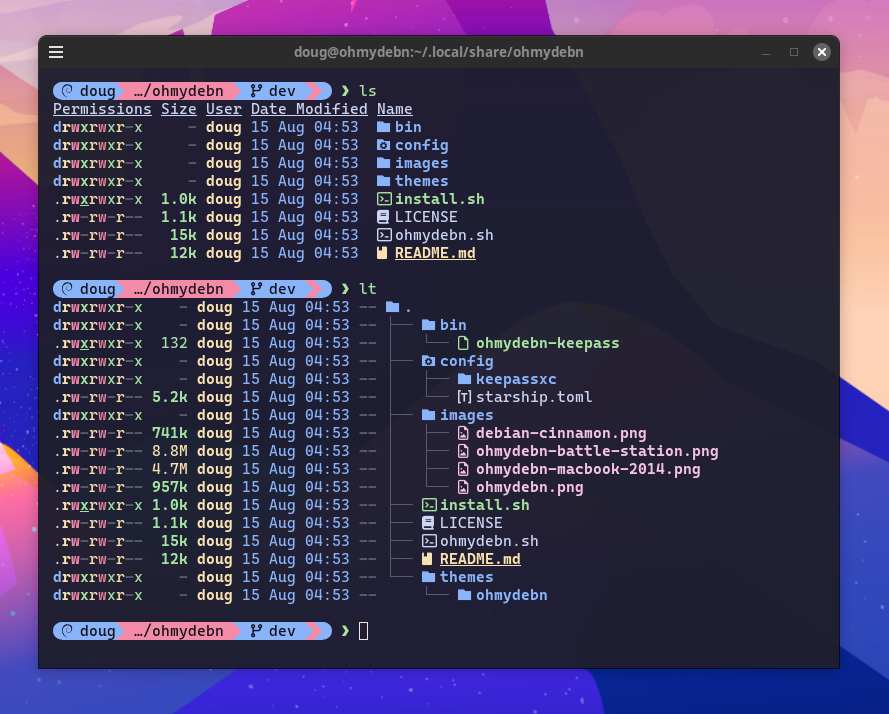 doug@ohmydebn:~/.local/share/ohmydebn
doug …/ohmydebn dev ❯ ls
Permissions Size User Date Modified Name
drwxrwxr-x - doug 15 Aug 04:53 bin
drwxrwxr-x - doug 15 Aug 04:53 config
drwxrwxr-x - doug 15 Aug 04:53 images
drwxrwxr-x - doug 15 Aug 04:53 themes
.rwxrwxr-x 1.0k doug 15 Aug 04:53 install.sh
.rw-rw-r-- 1.1k doug 15 Aug 04:53 LICENSE
.rw-rw-r-- 15k doug 15 Aug 04:53 ohmydebn.sh
.rw-rw-r-- 12k doug 15 Aug 04:53 README.md
doug …/ohmydebn dev ❯ lt
drwxrwxr-x - doug 15 Aug 04:53 -- .
drwxrwxr-x - doug 15 Aug 04:53 -- ├── bin
.rwxrwxr-x 132 doug 15 Aug 04:53 -- │ └── ohmydebn-keepass
drwxrwxr-x - doug 15 Aug 04:53 -- ├── config
drwxrwxr-x - doug 15 Aug 04:53 -- │ ├── keepassxc
.rw-rw-r-- 5.2k doug 15 Aug 04:53 -- │ └── starship.toml
drwxrwxr-x - doug 15 Aug 04:53 -- ├── images
.rw-rw-r-- 741k doug 15 Aug 04:53 -- │ ├── debian-cinnamon.png
.rw-rw-r-- 8.8M doug 15 Aug 04:53 -- │ ├── ohmydebn-battle-station.png
.rw-rw-r-- 4.7M doug 15 Aug 04:53 -- │ ├── ohmydebn-macbook-2014.png
.rw-rw-r-- 957k doug 15 Aug 04:53 -- │ └── ohmydebn.png
.rwxrwxr-x 1.0k doug 15 Aug 04:53 -- ├── install.sh
.rw-rw-r-- 1.1k doug 15 Aug 04:53 -- ├── LICENSE
.rw-rw-r-- 15k doug 15 Aug 04:53 -- ├── ohmydebn.sh
.rw-rw-r-- 12k doug 15 Aug 04:53 -- ├── README.md
drwxrwxr-x - doug 15 Aug 04:53 -- └── themes
drwxrwxr-x - doug 15 Aug 04:53 -- └── ohmydebn
doug …/ohmydebn dev ❯